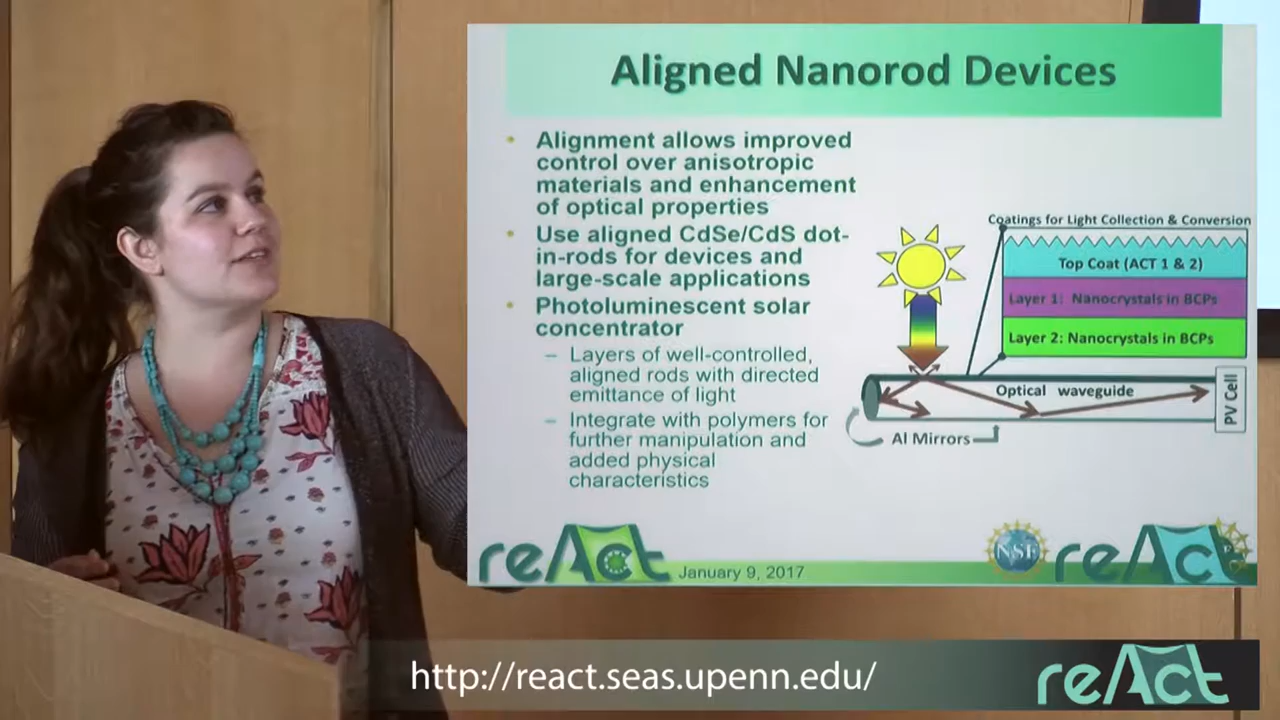 Aligned Nanorod Devices
• Alignment allows improved
control over anisotropic
materials and enhancement
of optical properties
• Use aligned CdSe/CdS dot-
in-rods for devices and
large-scale applications
• Photoluminescent solar
concentrator
– Layers of well-controlled,
aligned rods with directed
emittance of light
– Integrate with polymers for
further manipulation and
added physical
characteristics
Coatings for Light Collection & Conversion
Top Coat (ACT 1 & 2)
Layer 1: Nanocrystals in BCPs
Layer 2: Nanocrystals in BCPs
Optical waveguide
PV Cell
Al Mirrors
reAct
January 9, 2017
NSF
reAct
http://react.seas.upenn.edu/
reAct